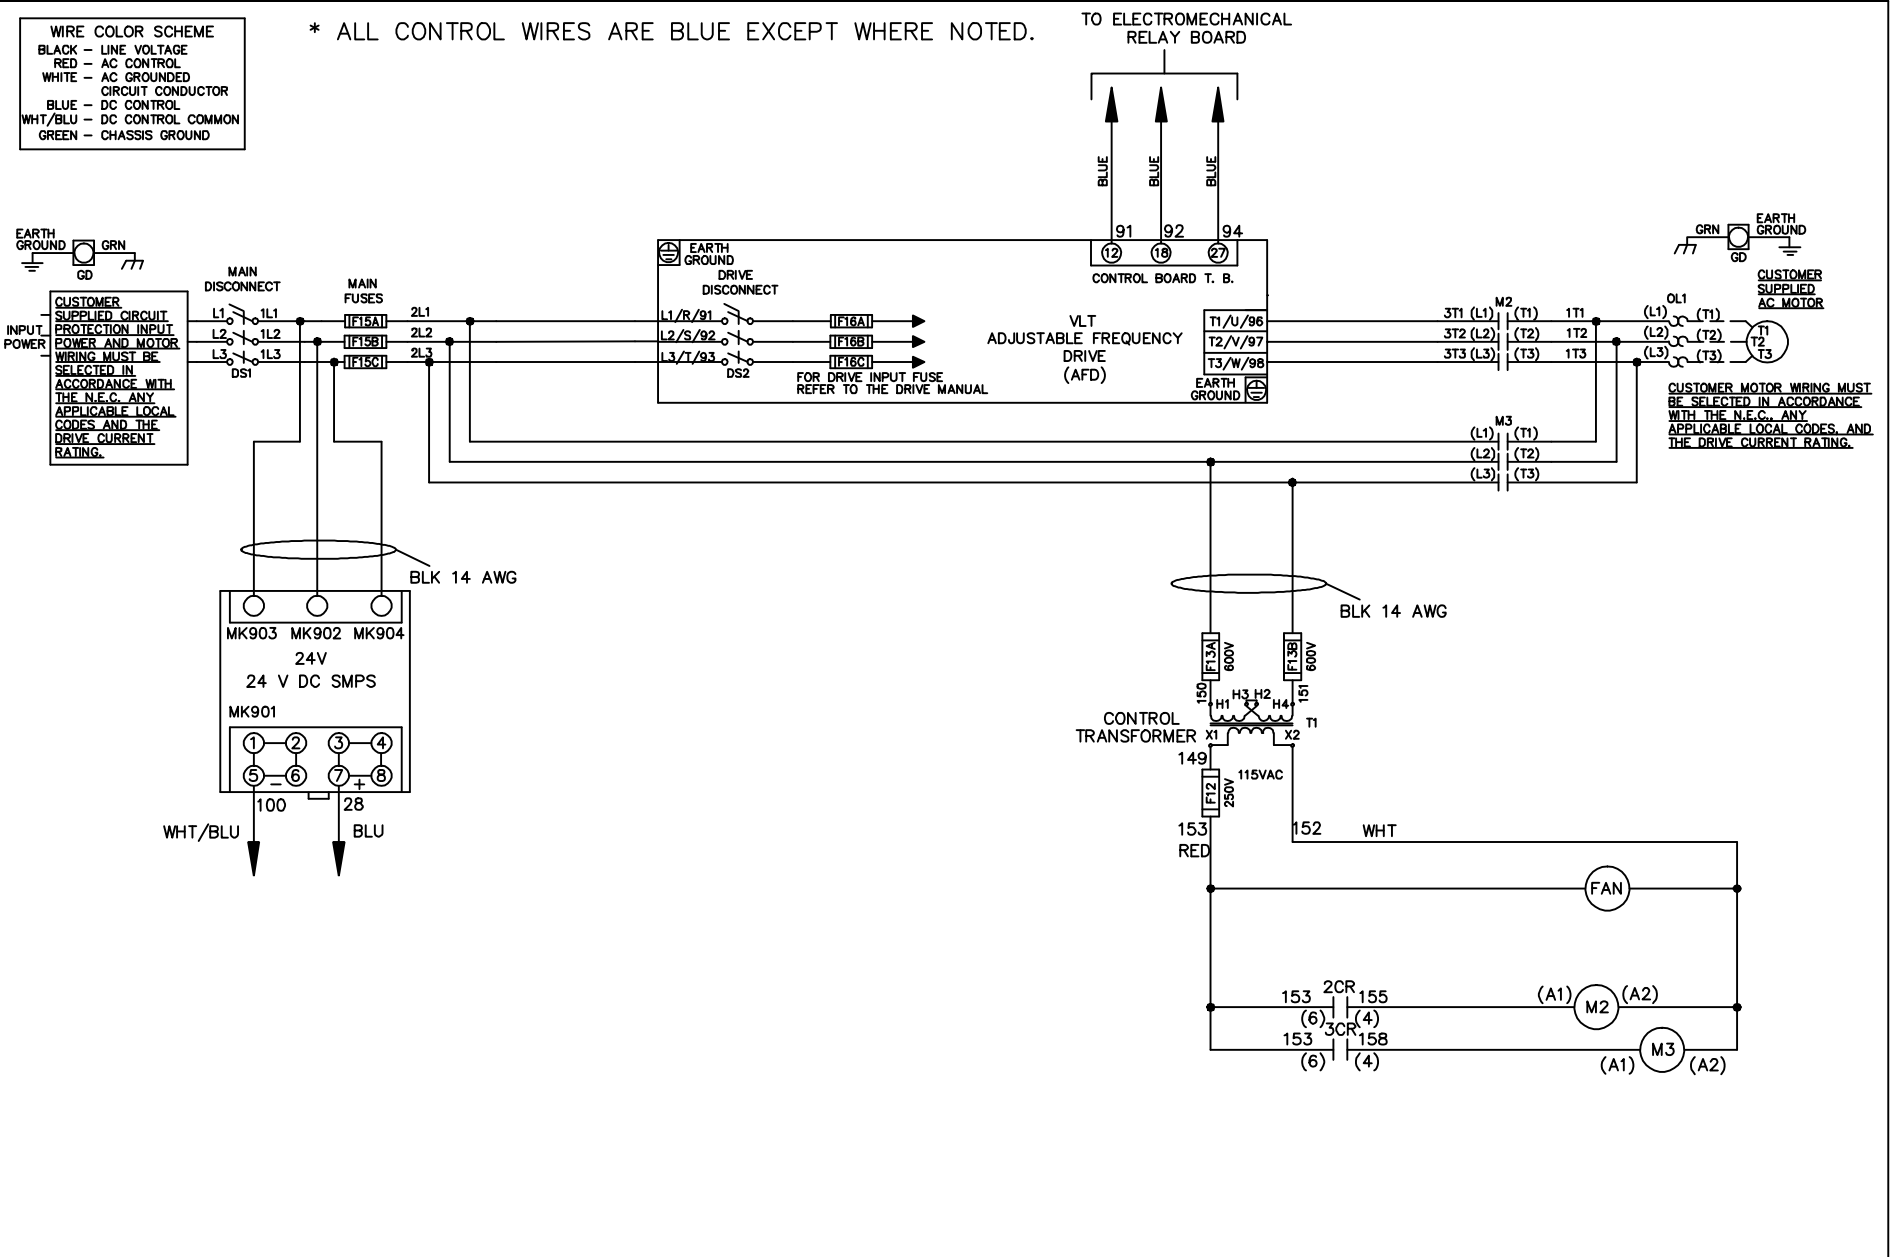 WIRE COLOR SCHEME
BLACK – LINE VOLTAGE
RED – AC CONTROL
WHITE – AC GROUNDED
CIRCUIT CONDUCTOR
BLUE – DC CONTROL
WHT/BLU – DC CONTROL COMMON
GREEN – CHASSIS GROUND
* ALL CONTROL WIRES ARE BLUE EXCEPT WHERE NOTED.
TO ELECTROMECHANICAL
RELAY BOARD
BLUE
BLUE
BLUE
91 92 94
12 18 27
CONTROL BOARD T. B.
EARTH
GROUND
GRN
GD
CUSTOMER
SUPPLIED CIRCUIT
PROTECTION INPUT
POWER AND MOTOR
WIRING MUST BE
SELECTED IN
ACCORDANCE WITH
THE N.E.C. ANY
APPLICABLE LOCAL
CODES AND THE
DRIVE CURRENT
RATING.
INPUT
POWER
MAIN
DISCONNECT
L1 1L1
L2 1L2
L3 1L3
DS1
MAIN
FUSES
F15A
F15B
F15C
2L1
2L2
2L3
EARTH
GROUND
DRIVE
DISCONNECT
L1/R/91
L2/S/92
L3/T/93
DS2
F16A
F16B
F16C
FOR DRIVE INPUT FUSE
REFER TO THE DRIVE MANUAL
VLT
ADJUSTABLE FREQUENCY
DRIVE
(AFD)
T1/U/96
T2/V/97
T3/W/98
EARTH
GROUND
M2
3T1 (L1) (T1) 1T1
3T2 (L2) (T2) 1T2
3T3 (L3) (T3) 1T3
OL1
(L1) (T1)
(L2) (T2)
(L3) (T3)
T1
T2
T3
GRN
EARTH
GROUND
GD
CUSTOMER
SUPPLIED
AC MOTOR
CUSTOMER MOTOR WIRING MUST
BE SELECTED IN ACCORDANCE
WITH THE N.E.C., ANY
APPLICABLE LOCAL CODES, AND
THE DRIVE CURRENT RATING.
M3
(L1) (T1)
(L2) (T2)
(L3) (T3)
BLK 14 AWG
MK903 MK902 MK904
24V
24 V DC SMPS
MK901
1 2 3 4
5 – 6 7 + 8
100 28
WHT/BLU BLU
BLK 14 AWG
F13A 600V
F13B 600V
150 151
H1 H3 H2 H4
T1
CONTROL
TRANSFORMER
X1 X2
149
115VAC
F12 250V
153
RED
152 WHT
FAN
2CR
153 155
(6) (4)
(A1) M2 (A2)
3CR
153 158
(6) (4)
(A1) M3 (A2)